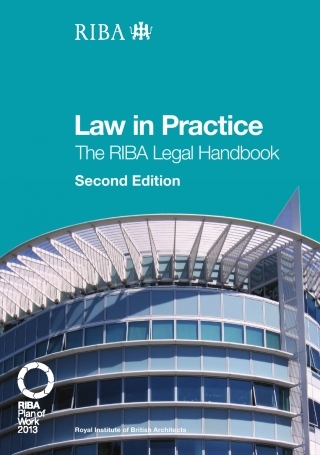 RIBA
Law in Practice
The RIBA Legal Handbook
Second Edition
RIBA
Plan of
Work
2013
Royal Institute of British Architects